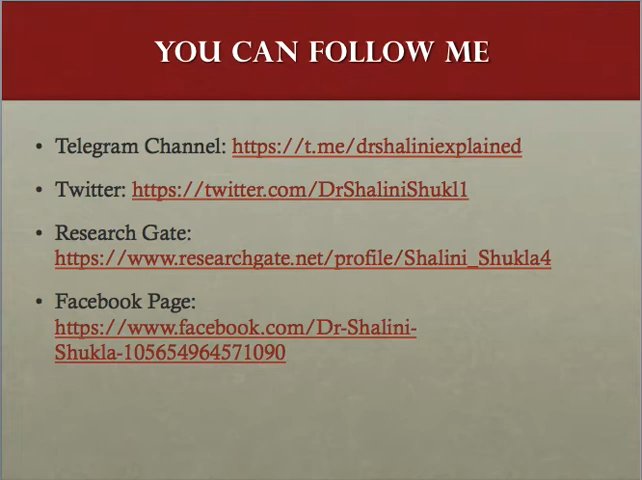 YOU CAN FOLLOW ME
• Telegram Channel: https://t.me/drshaliniexplained
• Twitter: https://twitter.com/DrShaliniShukl1
• Research Gate:
https://www.researchgate.net/profile/Shalini_Shukla4
• Facebook Page:
https://www.facebook.com/Dr-Shalini-
Shukla-105654964571090